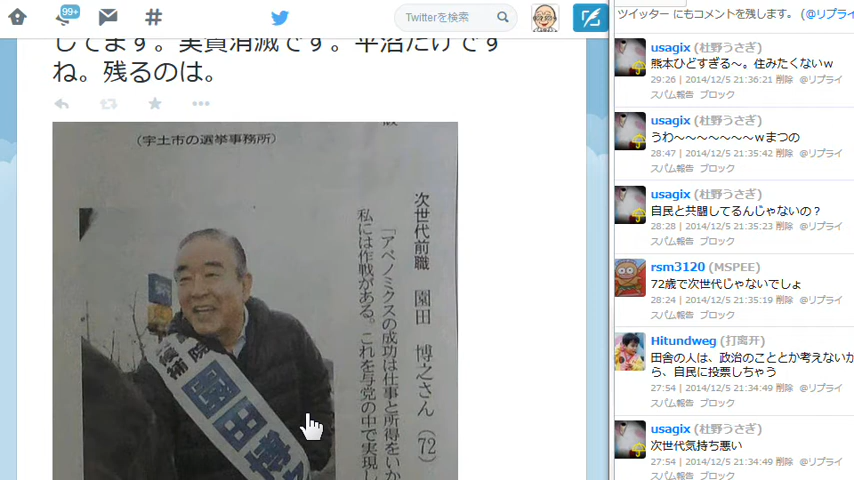 99+
Twitterを検索
してます。実質消滅です。平沼だけです
ね。残るのは。
(宇土市の選挙事務所)
次世代前職 園田 博之さん(72)
「アベノミクスの成功は仕事と所得をいか
私には作戦がある。これを与党の中で実現し
候補
園田博
ツイッター にもコメントを残します。 (@リプライ
usagix (杜野うさぎ)
熊本ひどすぎる～。住みたくないｗ
29:26 | 2014/12/5 21:36:21 削除 @リプライ
スパム報告 ブロック
usagix (杜野うさぎ)
うわ～～～～～～～ｗまつの
28:47 | 2014/12/5 21:35:42 削除 @リプライ
スパム報告 ブロック
usagix (杜野うさぎ)
自民と共闘してるんじゃないの？
28:28 | 2014/12/5 21:35:23 削除 @リプライ
スパム報告 ブロック
rsm3120 (MSPEE)
72歳で次世代じゃないでしょ
28:24 | 2014/12/5 21:35:19 削除 @リプライ
スパム報告 ブロック
Hitundweg (打离开)
田舎の人は、政治のこととか考えないか
ら、自民に投票しちゃう
27:54 | 2014/12/5 21:34:49 削除 @リプライ
スパム報告 ブロック
usagix (杜野うさぎ)
次世代気持ち悪い
27:54 | 2014/12/5 21:34:49 削除 @リプライ
スパム報告 ブロック